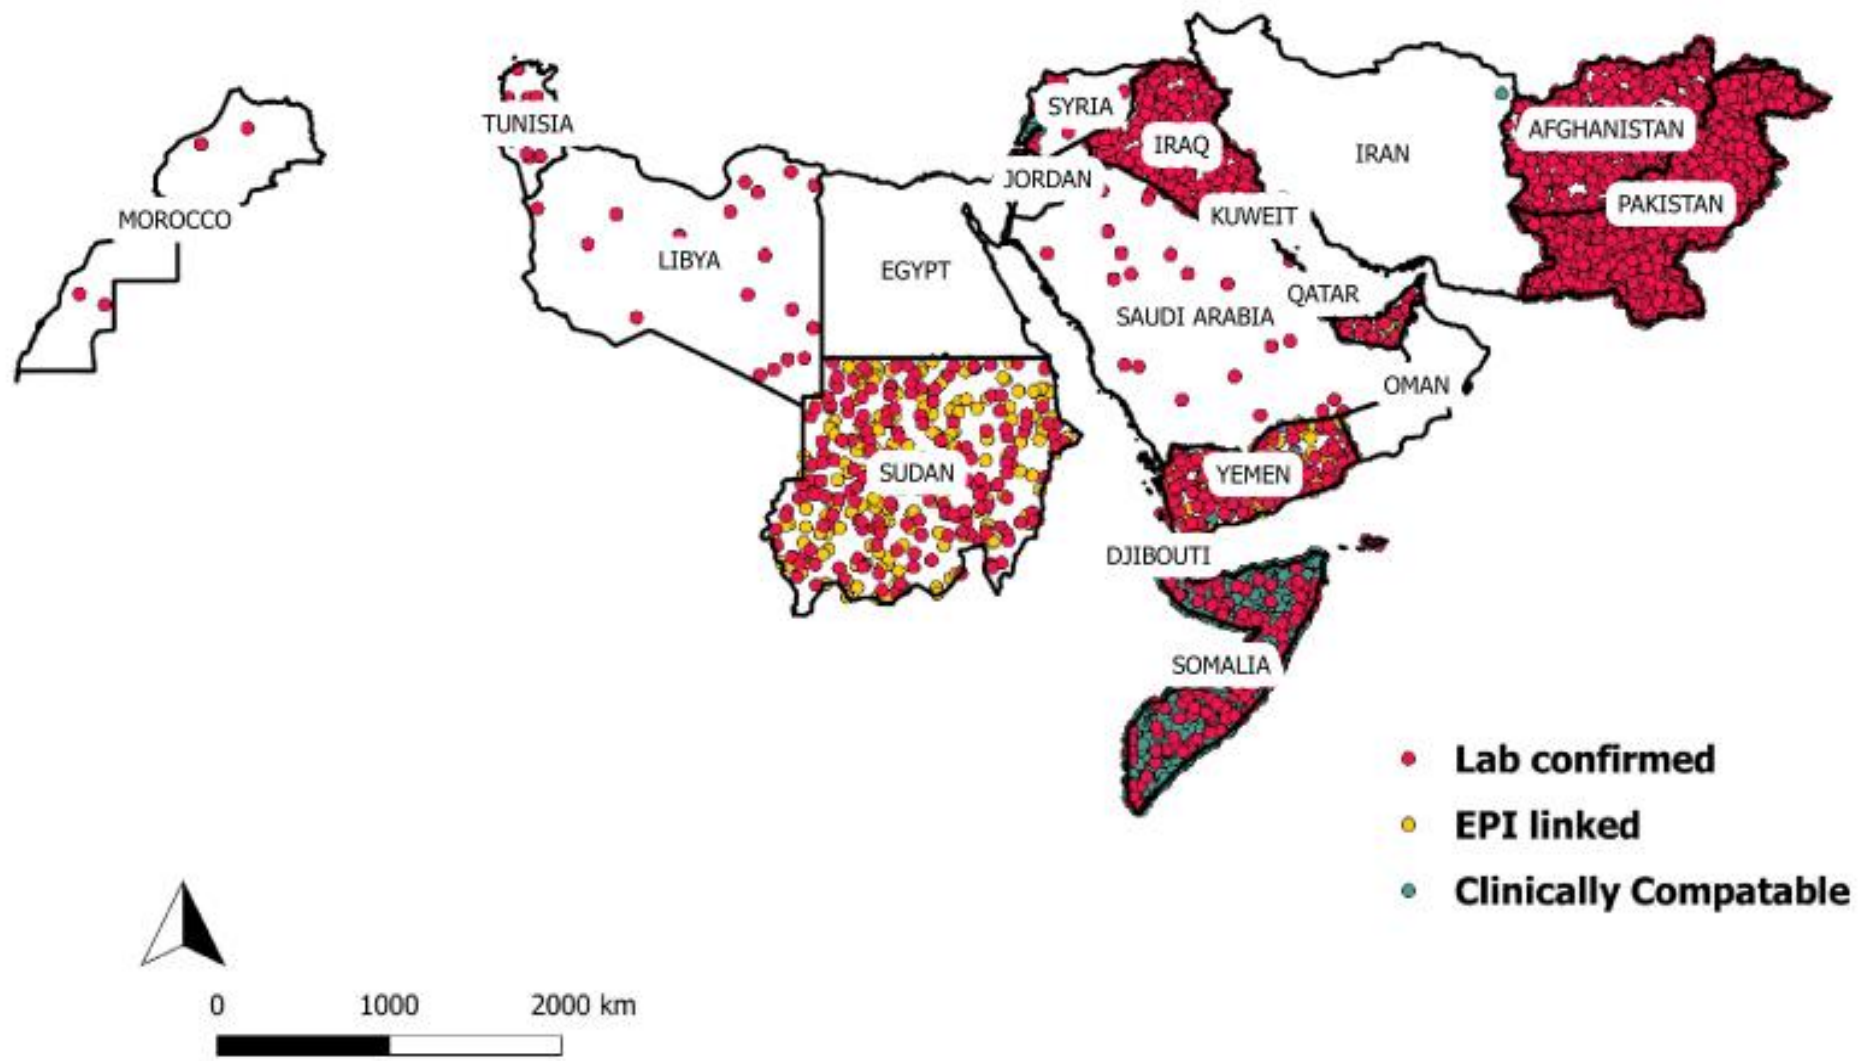 SYRIA
TUNISIA
AFGHANISTAN
IRAQ
IRAN
JORDAN
PAKISTAN
MOROCCO
KUWEIT
LIBYA
EGYPT
QATAR
SAUDI ARABIA
OMAN
SUDAN
YEMEN
DJIBOUTI
SOMALIA
Lab confirmed
EPI linked
Clinically Compatable
0 1000 2000 km